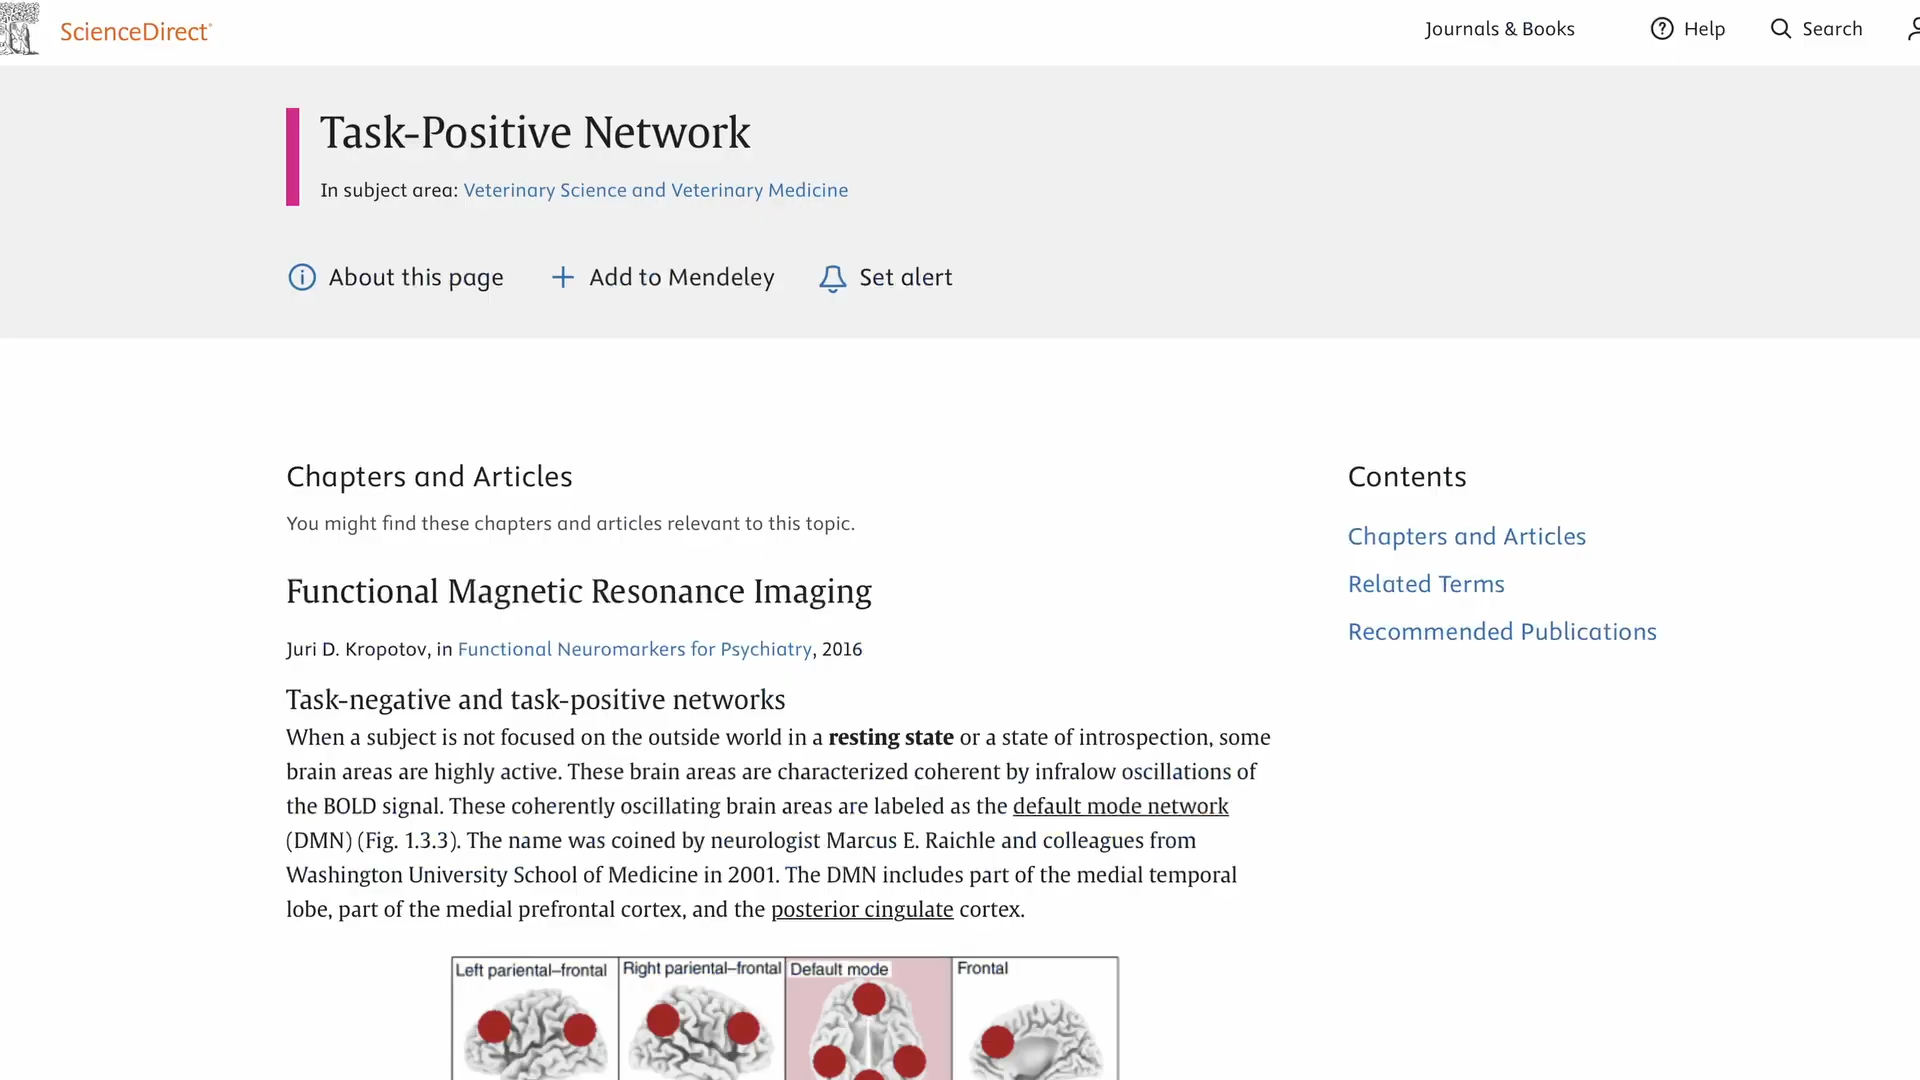 ScienceDirect
Journals & Books
Help
Search
Task-Positive Network
In subject area: Veterinary Science and Veterinary Medicine
About this page
Add to Mendeley
Set alert
Chapters and Articles
You might find these chapters and articles relevant to this topic.
Functional Magnetic Resonance Imaging
Juri D. Kropotov, in Functional Neuromarkers for Psychiatry, 2016
Task-negative and task-positive networks
When a subject is not focused on the outside world in a resting state or a state of introspection, some
brain areas are highly active. These brain areas are characterized coherent by infralow oscillations of
the BOLD signal. These coherently oscillating brain areas are labeled as the default mode network
(DMN) (Fig. 1.3.3). The name was coined by neurologist Marcus E. Raichle and colleagues from
Washington University School of Medicine in 2001. The DMN includes part of the medial temporal
lobe, part of the medial prefrontal cortex, and the posterior cingulate cortex.
Left pariental–frontal
Right pariental–frontal
Default mode
Frontal
Contents
Chapters and Articles
Related Terms
Recommended Publications